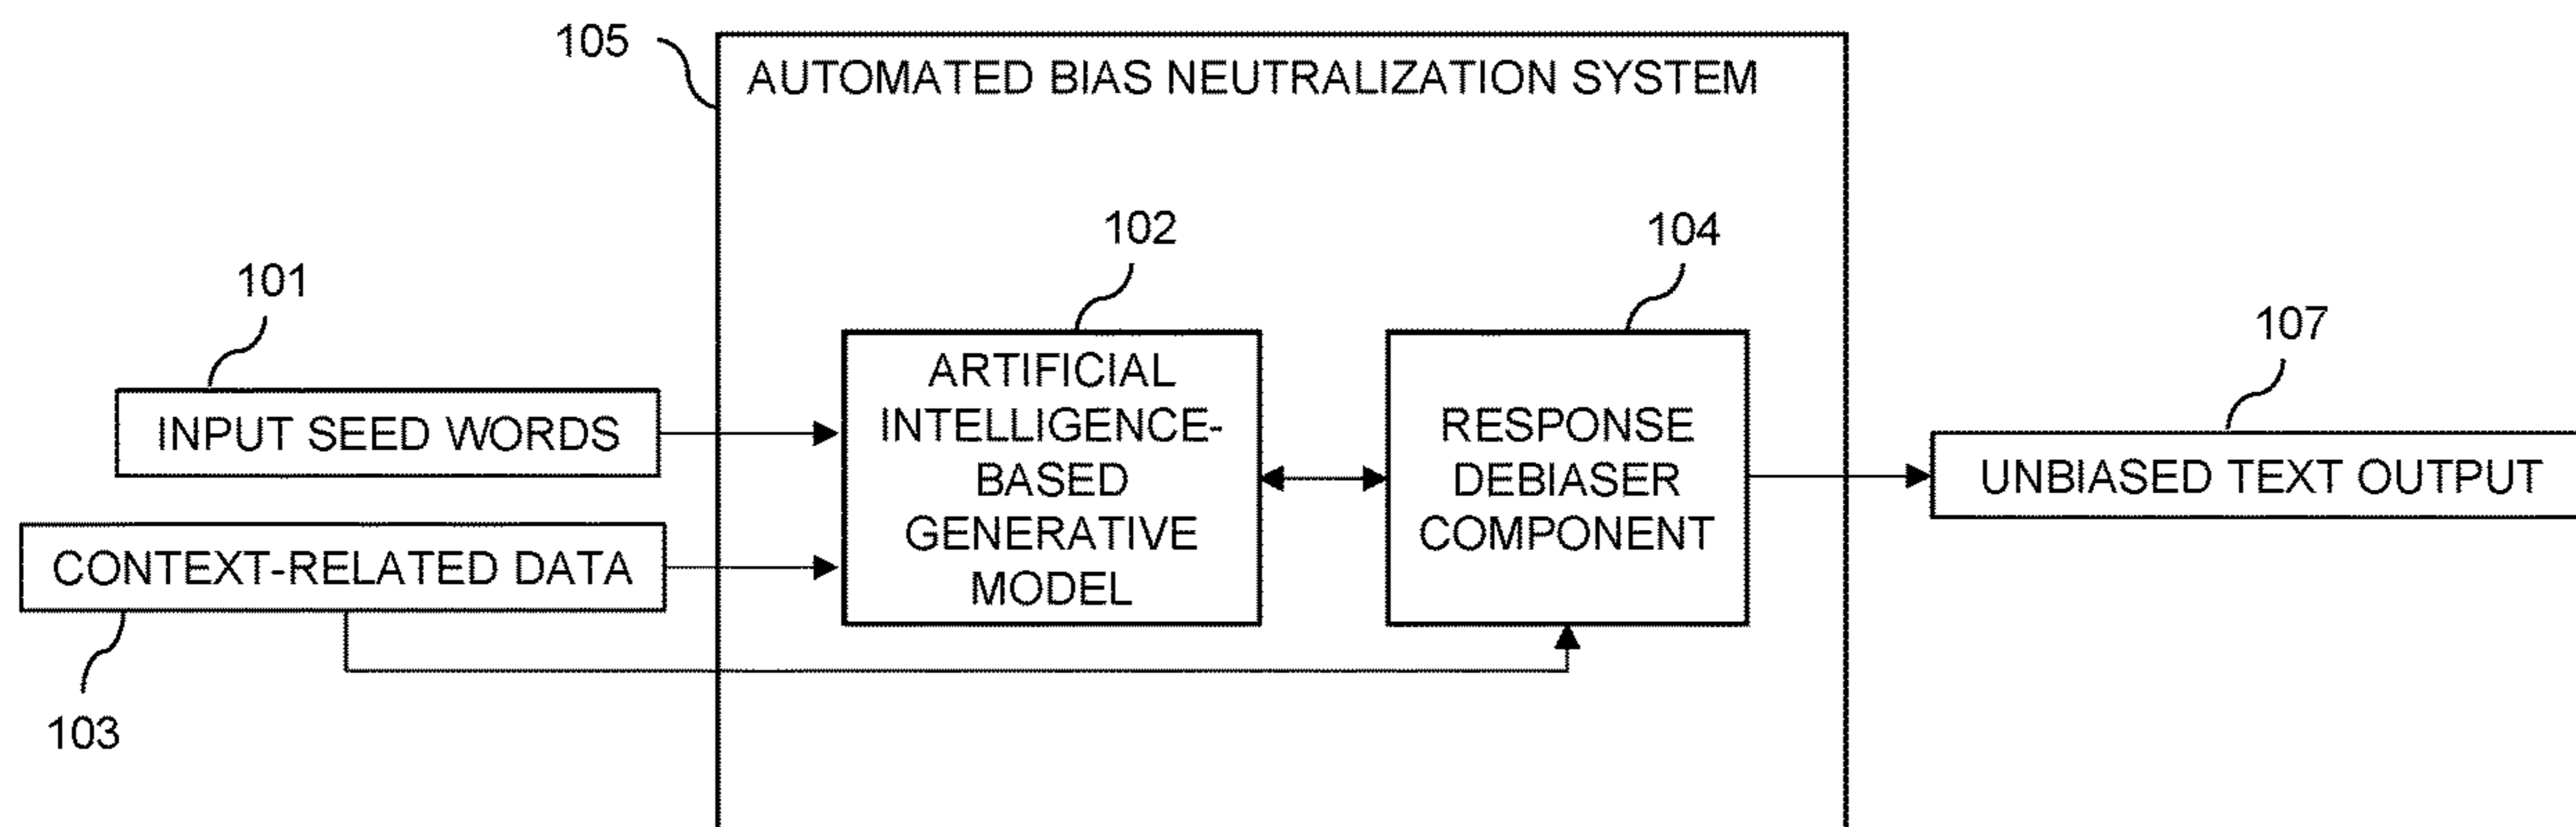 105
AUTOMATED BIAS NEUTRALIZATION SYSTEM
102
104
101
107
INPUT SEED WORDS
ARTIFICIAL
INTELLIGENCE-
BASED
GENERATIVE
MODEL
RESPONSE
DEBIASER
COMPONENT
UNBIASED TEXT OUTPUT
CONTEXT-RELATED DATA
103